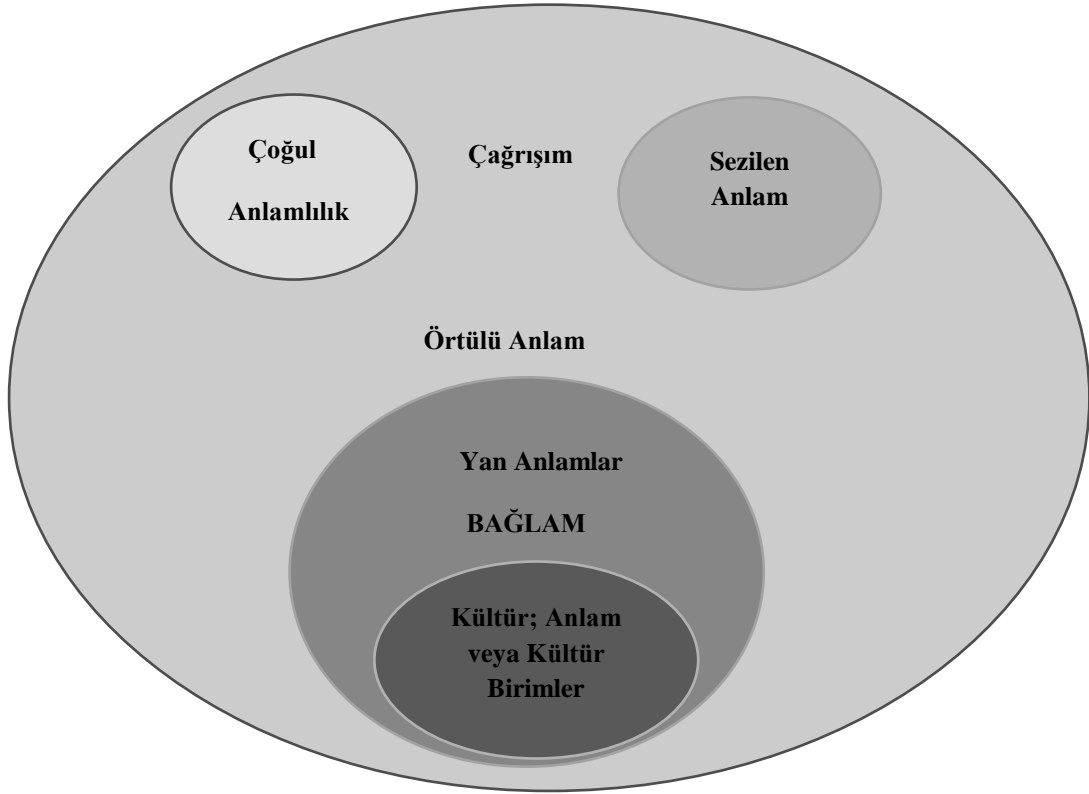 Çoğul
Anlamlılık
Çağrışım
Sezilen
Anlam
Örtülü Anlam
Yan Anlamlar
BAĞLAM
Kültür; Anlam
veya Kültür
Birimler